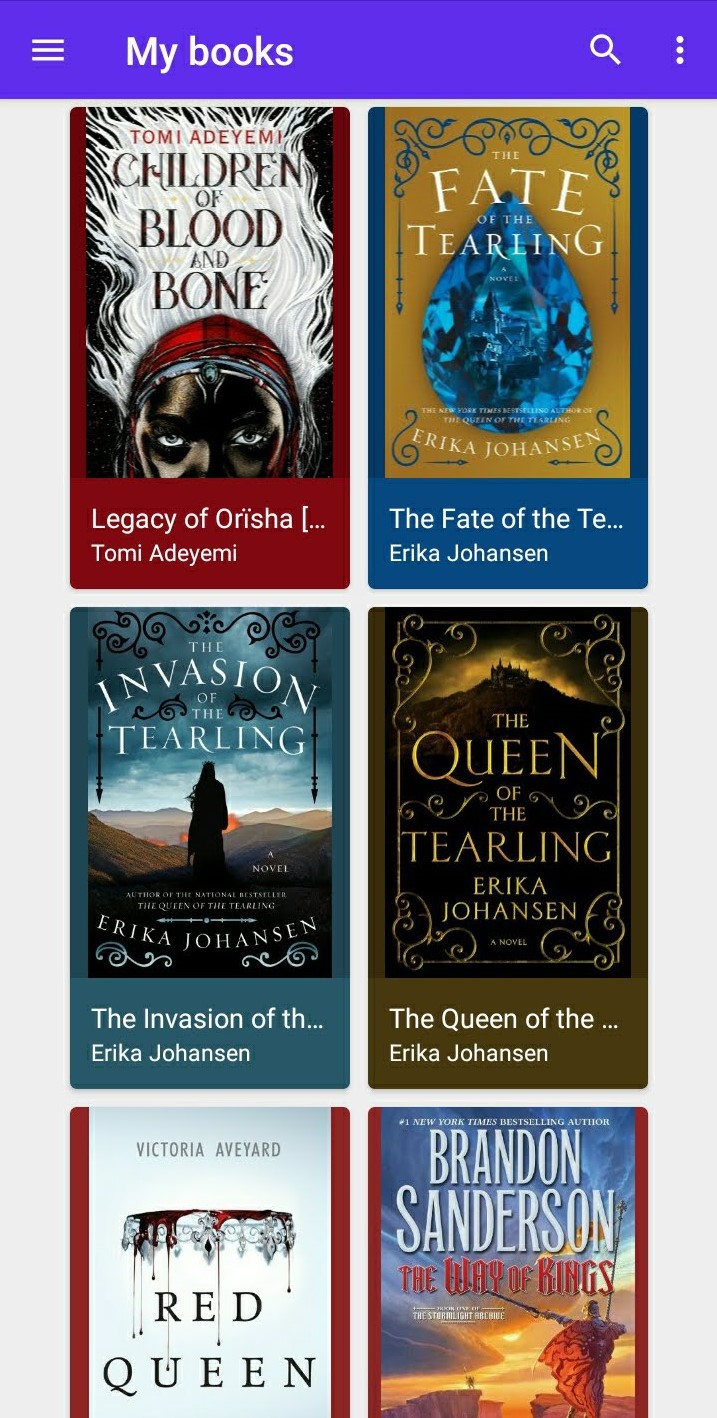 My books
TOMI ADEYEMI
CHILDREN
OF
BLOOD
AND
BONE
Legacy of Orïsha [...
Tomi Adeyemi
THE
FATE
OF THE
TEARLING
A
NOVEL
THE NEW YORK TIMES BESTSELLING AUTHOR OF
THE QUEEN OF THE TEARLING
ERIKA JOHANSEN
The Fate of the Te...
Erika Johansen
THE
INVASION
OF
THE
TEARLING
A
NOVEL
AUTHOR OF THE NATIONAL BESTSELLER
THE QUEEN OF THE TEARLING
ERIKA JOHANSEN
The Invasion of th...
Erika Johansen
THE
QUEEN
OF
THE
TEARLING
ERIKA
JOHANSEN
A NOVEL
The Queen of the ...
Erika Johansen
VICTORIA AVEYARD
RED
QUEEN
#1 NEW YORK TIMES BESTSELLING AUTHOR
BRANDON
SANDERSON
THE WAY OF KINGS
BOOK ONE OF
THE STORMLIGHT ARCHIVE